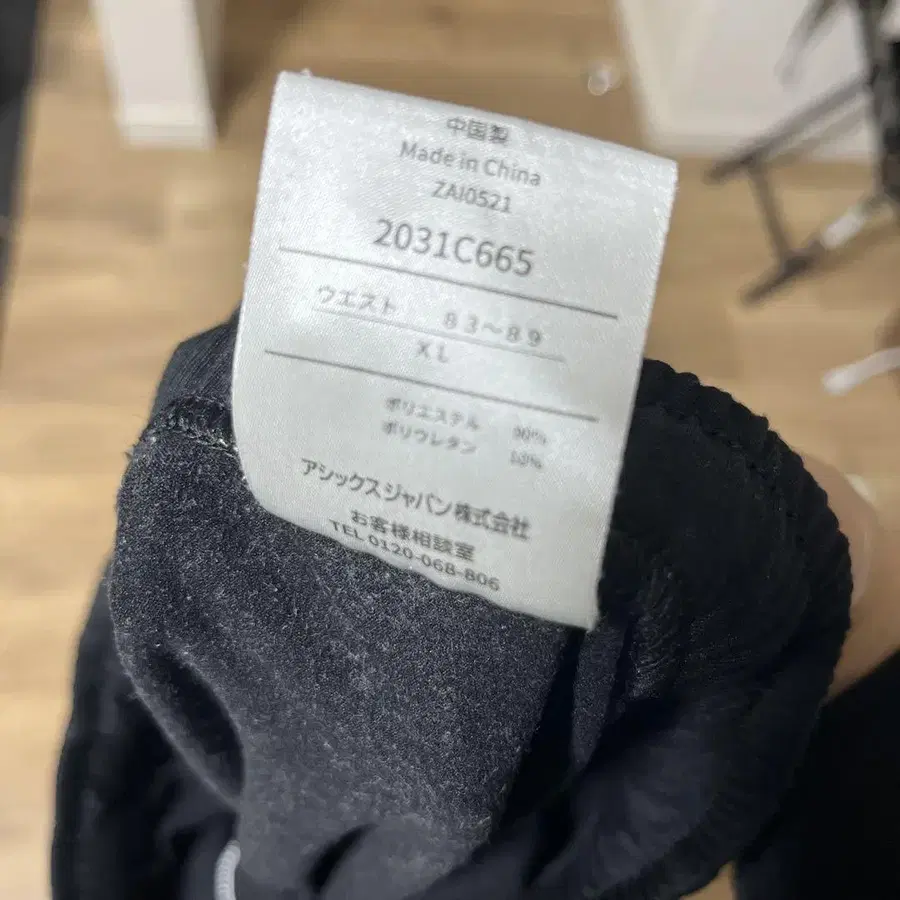 中国製
Made in China
ZAI0521
2031C665
ウエスト 83〜89
XL
ポリエステル 90%
ポリウレタン 10%
アシックスジャパン株式会社
お客様相談室
TEL 0120-068-806